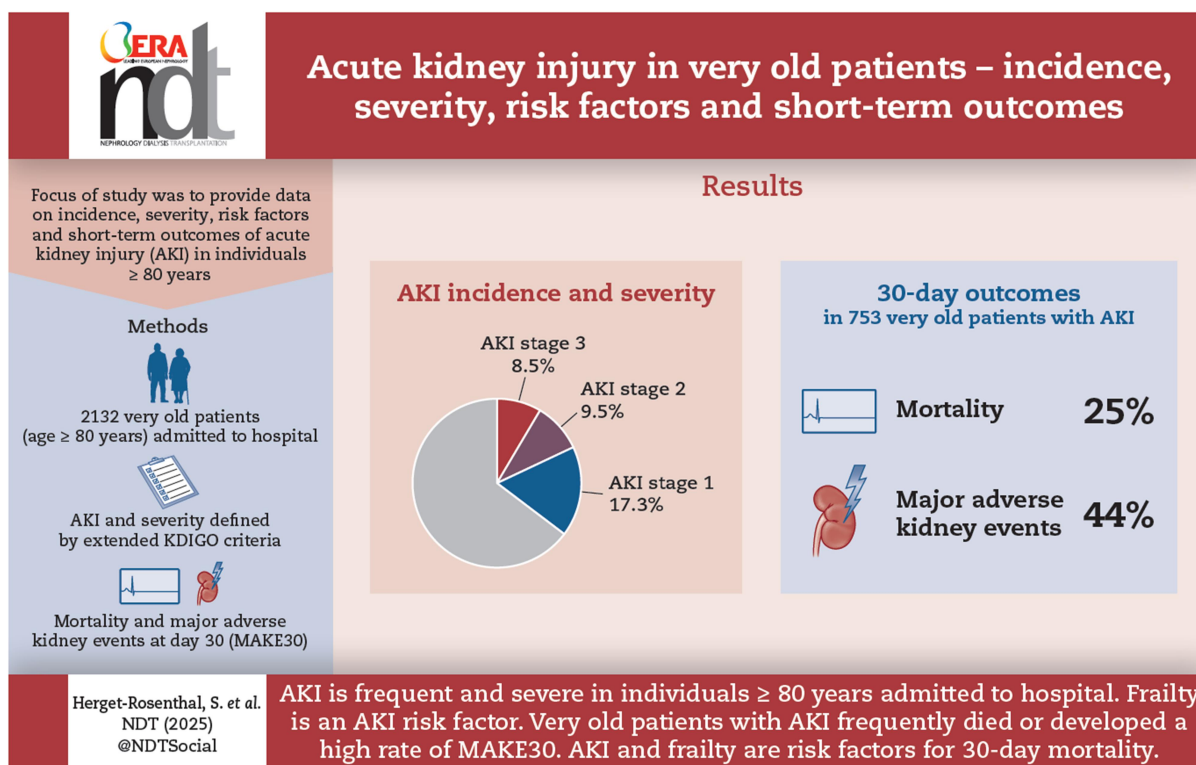 ERA
LEADING EUROPEAN NEPHROLOGY
ndt
NEPHROLOGY DIALYSIS TRANSPLANTATION
Acute kidney injury in very old patients – incidence,
severity, risk factors and short-term outcomes
Focus of study was to provide data
on incidence, severity, risk factors
and short-term outcomes of acute
kidney injury (AKI) in individuals
≥ 80 years
Methods
2132 very old patients
(age ≥ 80 years) admitted to hospital
AKI and severity defined
by extended KDIGO criteria
Mortality and major adverse
kidney events at day 30 (MAKE30)
Results
AKI incidence and severity
AKI stage 3
8.5%
AKI stage 2
9.5%
AKI stage 1
17.3%
30-day outcomes
in 753 very old patients with AKI
Mortality 25%
Major adverse
kidney events 44%
Herget-Rosenthal, S. et al.
NDT (2025)
@NDTSocial
AKI is frequent and severe in individuals ≥ 80 years admitted to hospital. Frailty
is an AKI risk factor. Very old patients with AKI frequently died or developed a
high rate of MAKE30. AKI and frailty are risk factors for 30-day mortality.